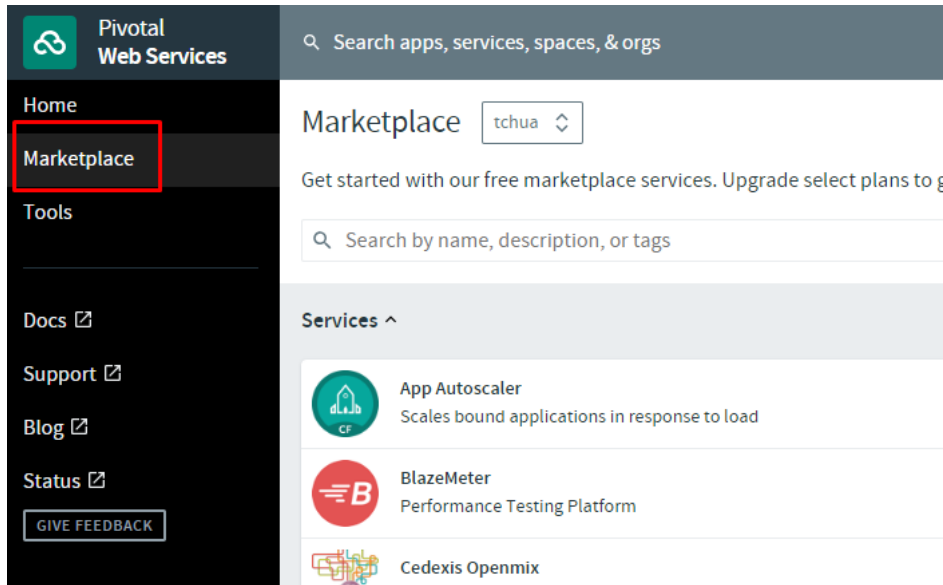 Pivotal
Web Services
Search apps, services, spaces, & orgs
Home
Marketplace
Tools
Docs
Support
Blog
Status
GIVE FEEDBACK
Marketplace
tchua
Get started with our free marketplace services. Upgrade select plans to
Search by name, description, or tags
Services
App Autoscaler
Scales bound applications in response to load
CF
BlazeMeter
Performance Testing Platform
B
Cedexis Openmix